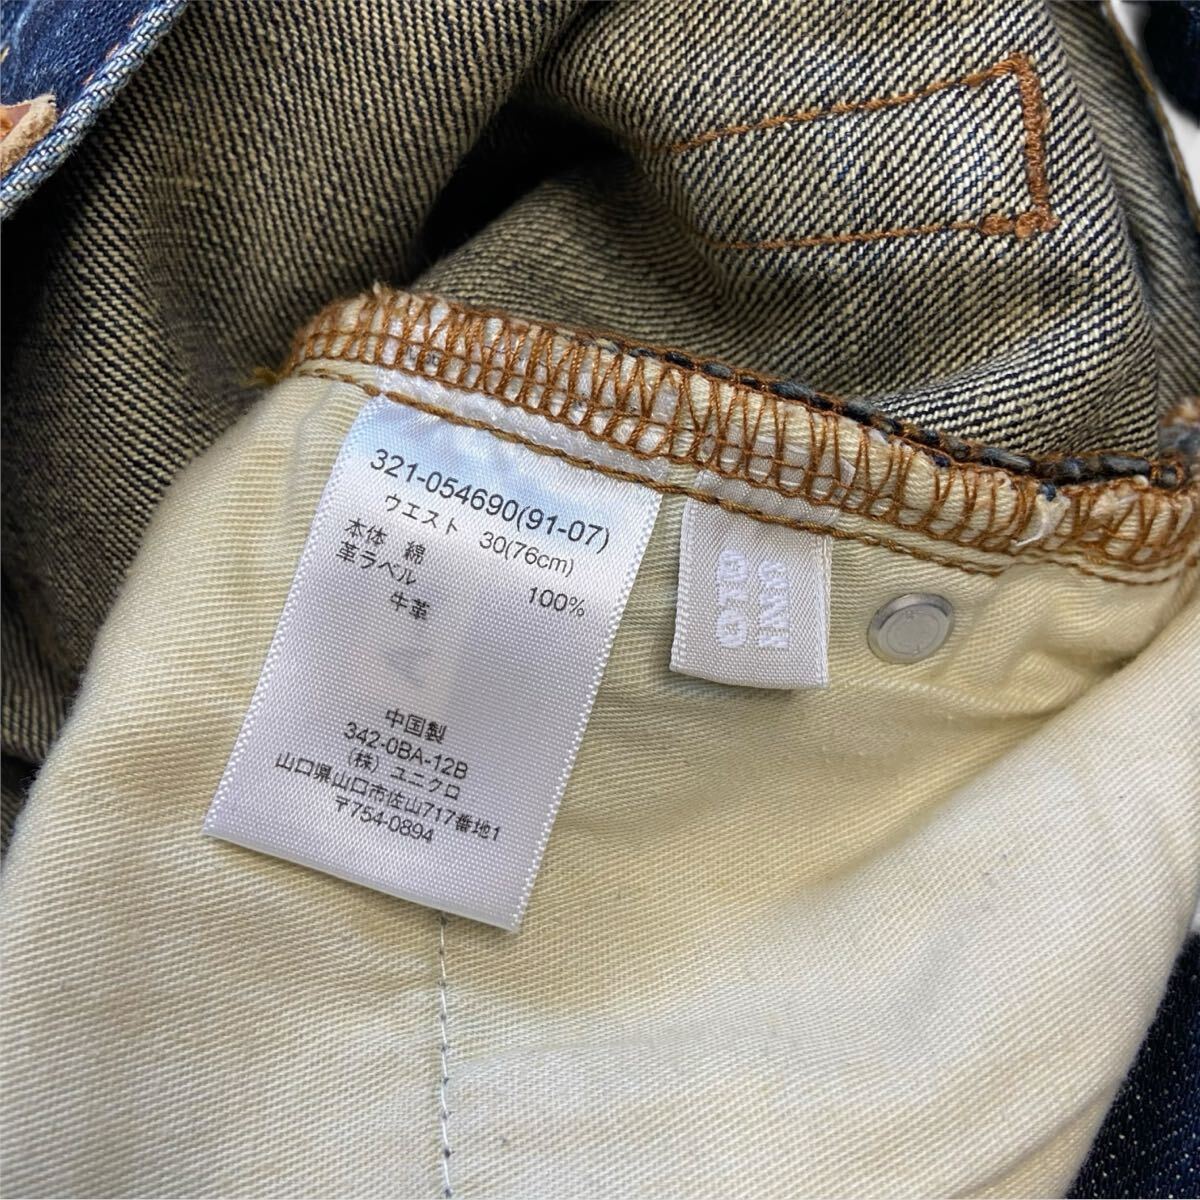 321-054690(91-07)
ウエスト 30(76cm)
本体 綿 100%
革ラベル
牛革
中国製
342-0BA-12B
(株) ユニクロ
山口県山口市佐山717番地1
〒754-0894